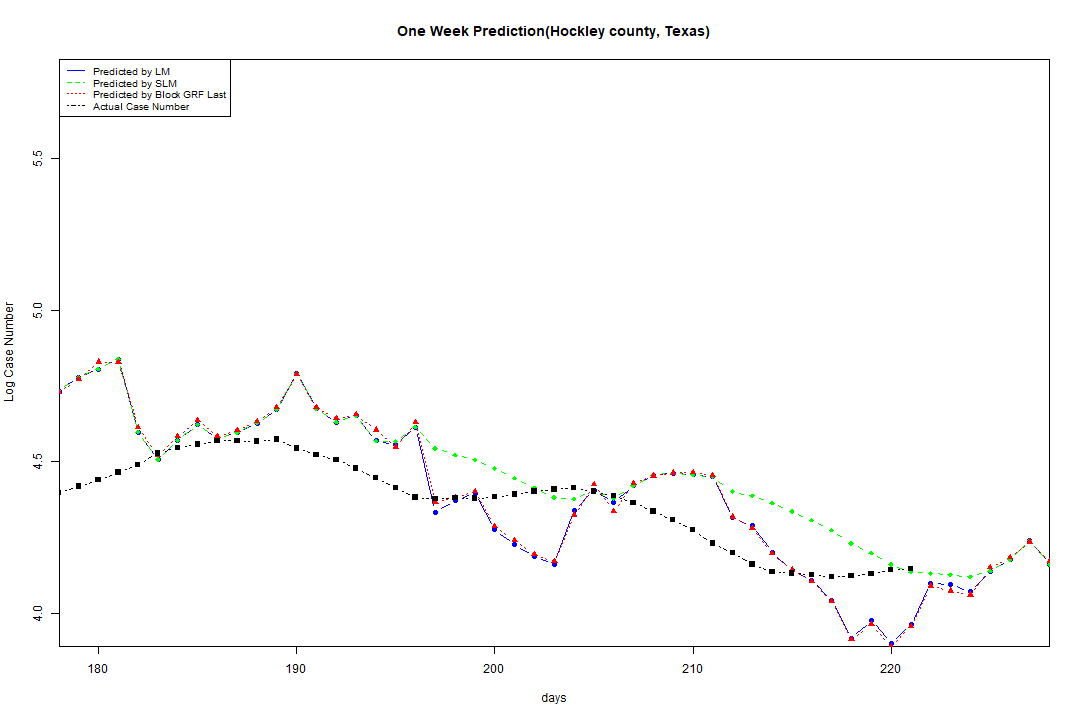 One Week Prediction(Hockley county, Texas)
Predicted by LM
Predicted by SLM
Predicted by Block GRF Last
Actual Case Number
Log Case Number
5.5
5.0
4.5
4.0
180 190 200 210 220
days